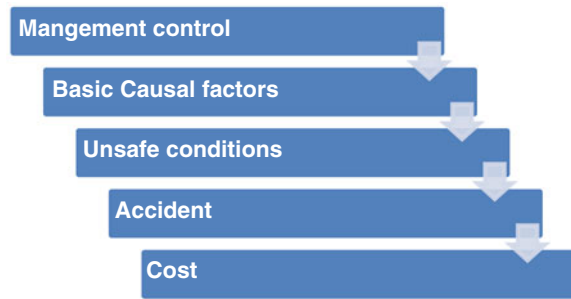 Mangement control
Basic Causal factors
Unsafe conditions
Accident
Cost